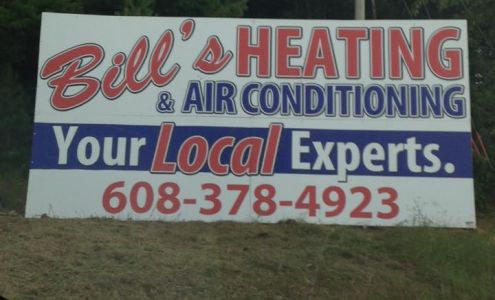 Bill's HEATING
& AIR CONDITIONING
Your Local Experts.
608-378-4923